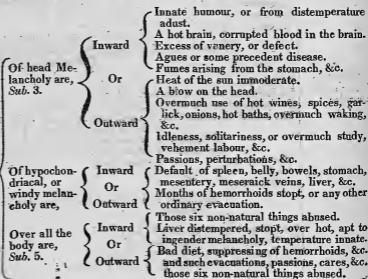 Innate humour, or from distemperature
adust.
A hot brain, corrupted blood in the brain.
Inward
Excess of venery, or defect.
Agues or some precedent disease.
Of head Me-
Fumes arising from the stomach, &c.
lancholy are,
Or
Heat of the sun immoderate.
Sub. 3.
A blow on the head.
Overmuch use of hot wines, spices, gar-
lick, onions, hot baths, overmuch waking,
Outward
&c.
Idleness, solitariness, or overmuch study,
vehement labour, &c.
Passions, perturbations, &c.
Of hypochon-
Inward
Default of spleen, belly, bowels, stomach,
driacal, or
mesentery, meseraick veins, liver, &c.
windy melan-
Or
Months of hemorrhoids stopt, or any other
choly are,
Outward
ordinary evacuation.
Those six non-natural things abused.
Over all the
Inward
Liver distempered, stopt, over hot, apt to
body are,
ingender melancholy, temperature innate.
Sub. 5.
Or
Bad diet, suppressing of hemorrhoids, &c.
Outward
and such evacuations, passions, cares, &c.
those six non-natural things abused.